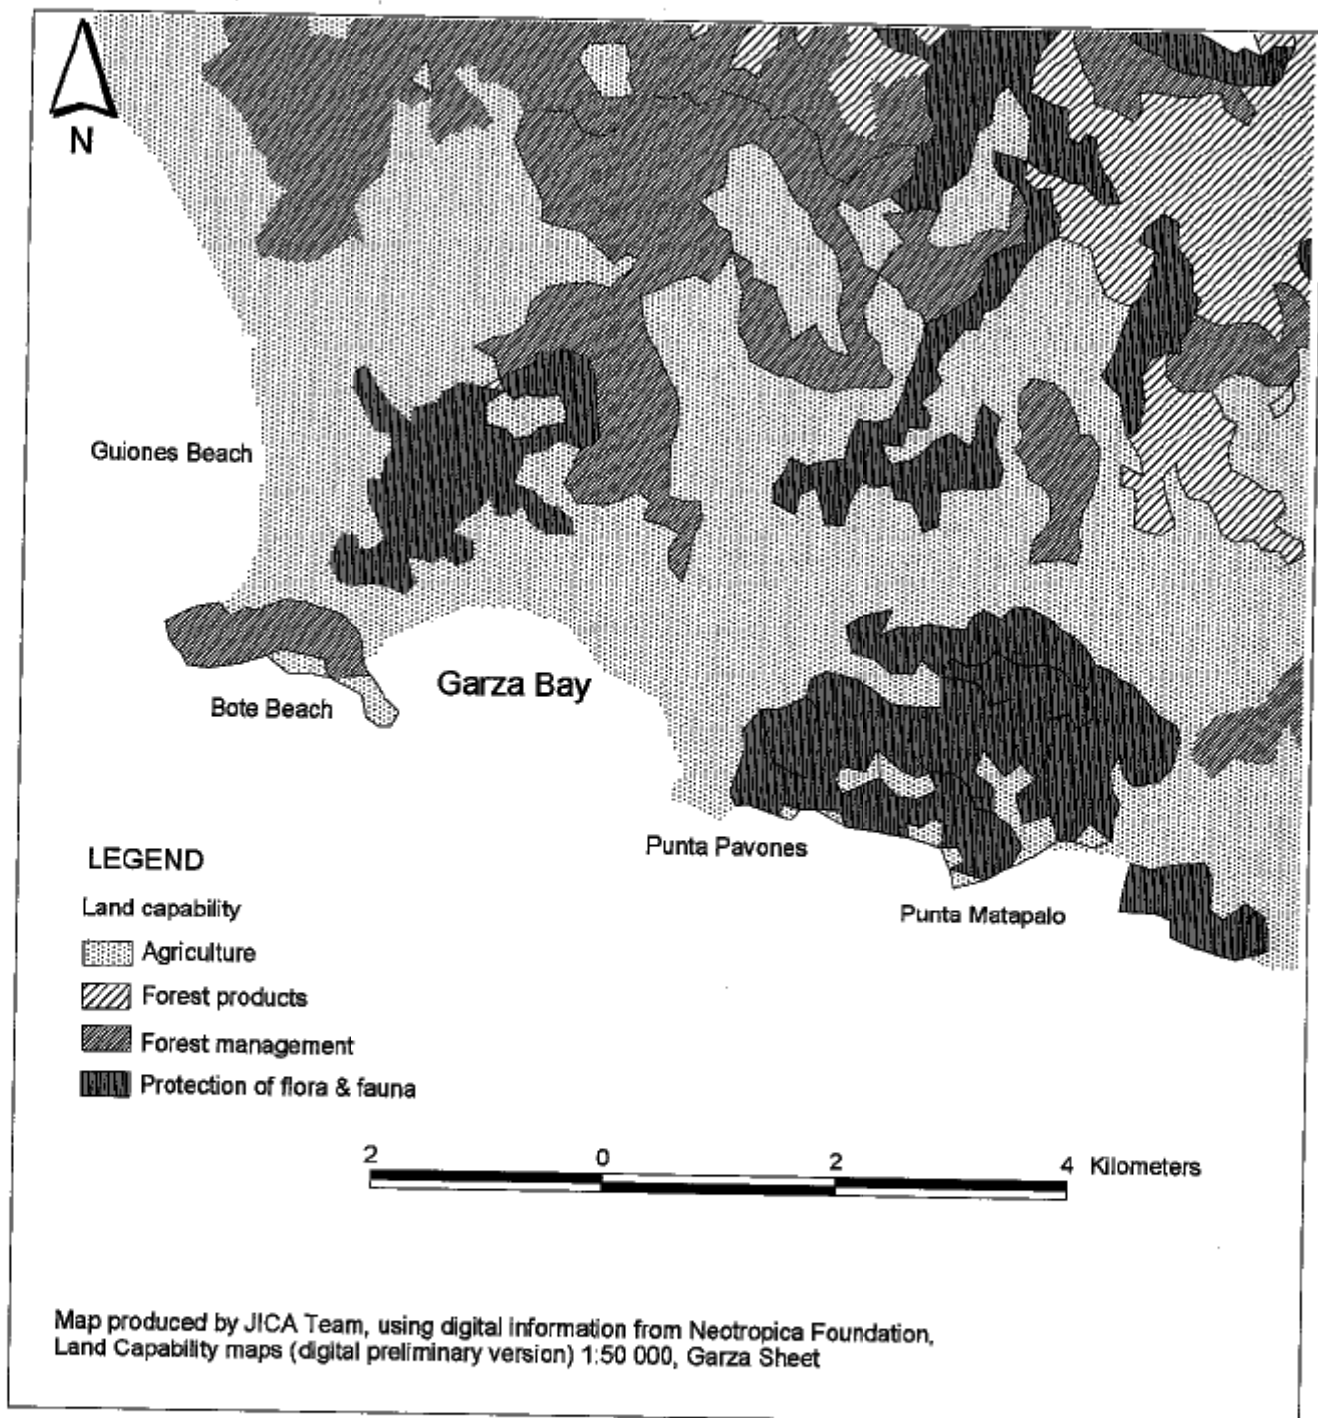 N
Guiones Beach
Garza Bay
Bote Beach
Punta Pavones
Punta Matapalo
LEGEND
Land capability
Agriculture
Forest products
Forest management
Protection of flora & fauna
2 0 2 4 Kilometers
Map produced by JICA Team, using digital information from Neotropica Foundation,
Land Capability maps (digital preliminary version) 1:50 000, Garza Sheet